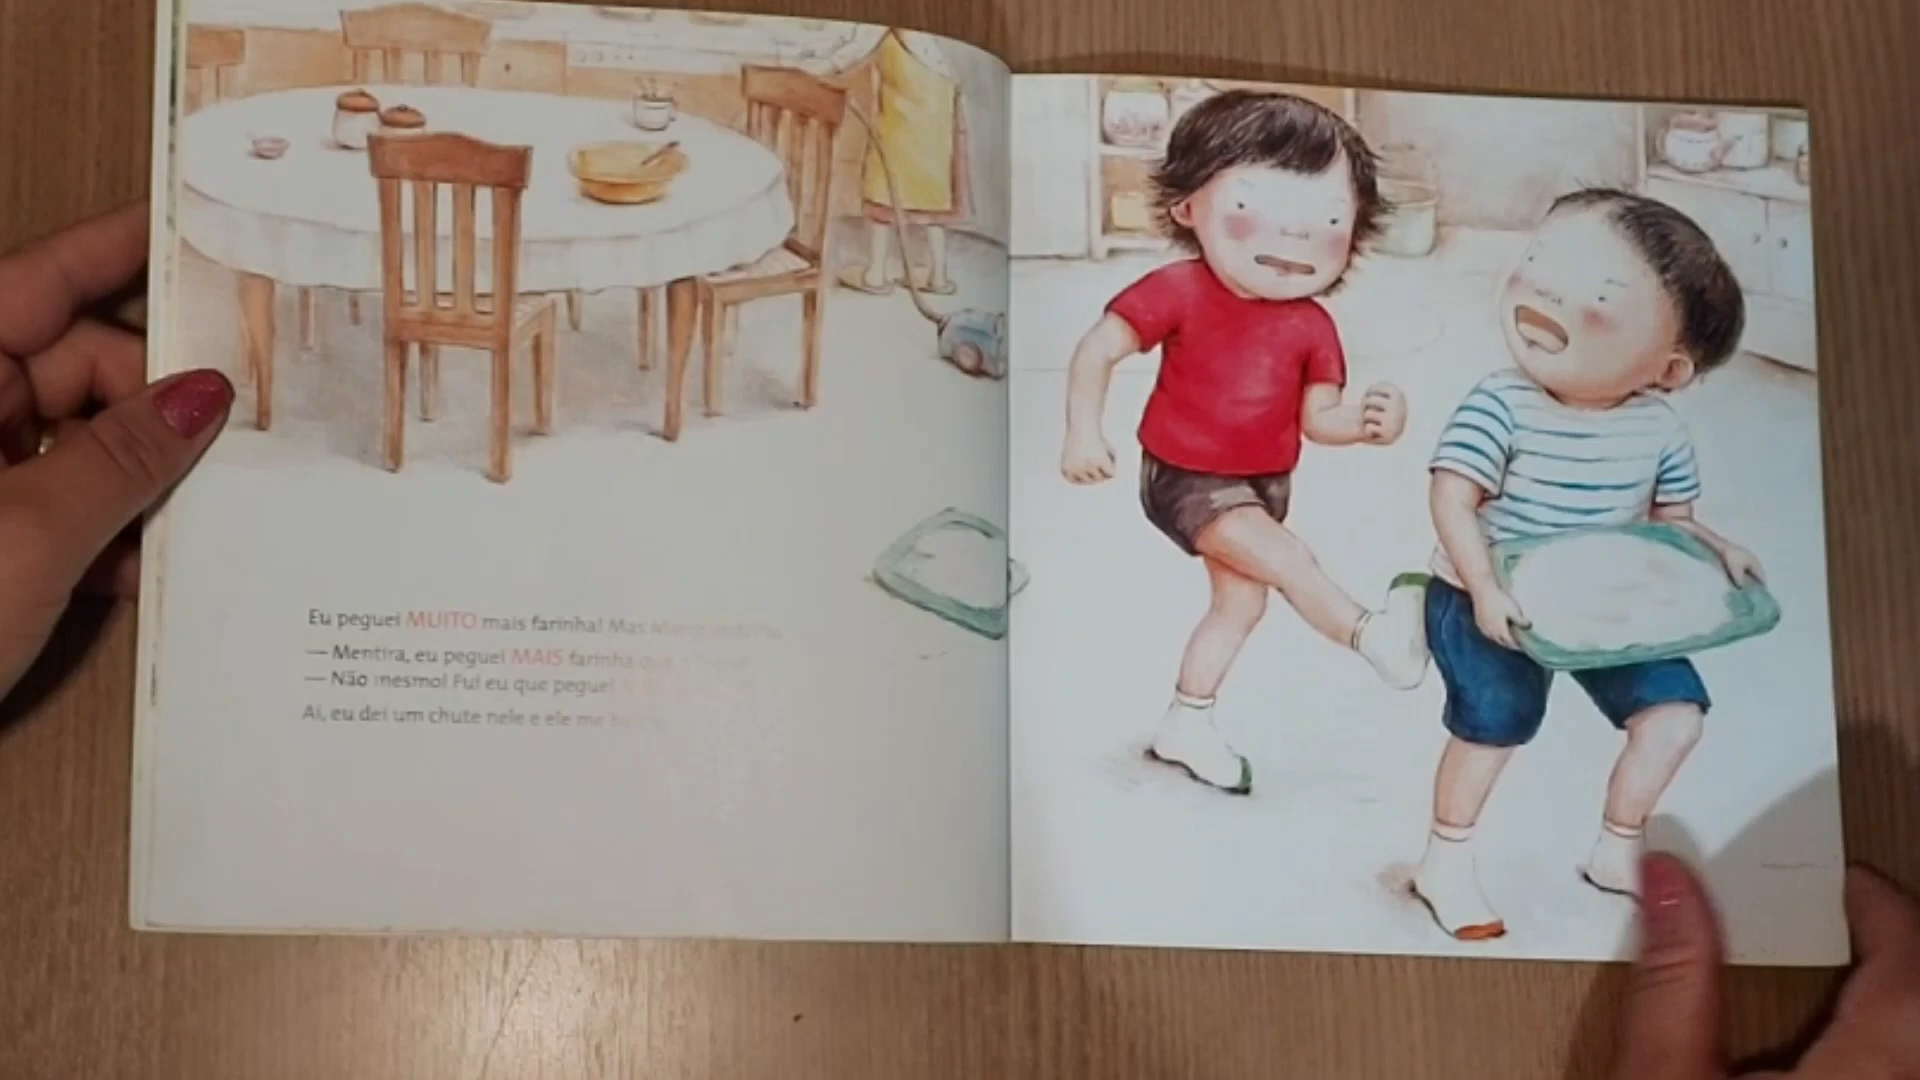 Eu peguei MUITO mais farinha! Mas
— Mentira, eu peguei MAIS farinha que
— Não mesmo! Fui eu que peguei
Aí, eu dei um chute nele e ele me